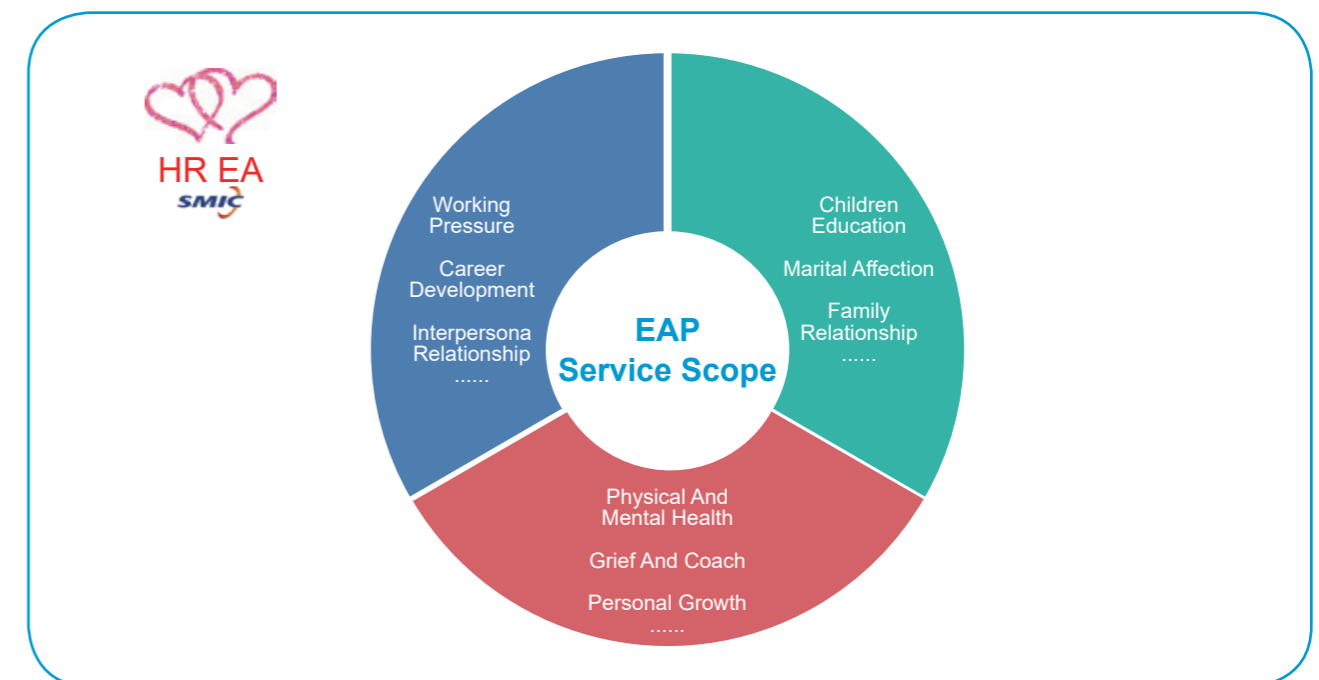 HR EA
SMIC
Working
Pressure
Career
Development
Interpersona
Relationship
......
Children
Education
Marital Affection
Family
Relationship
......
EAP
Service Scope
Physical And
Mental Health
Grief And Coach
Personal Growth
......